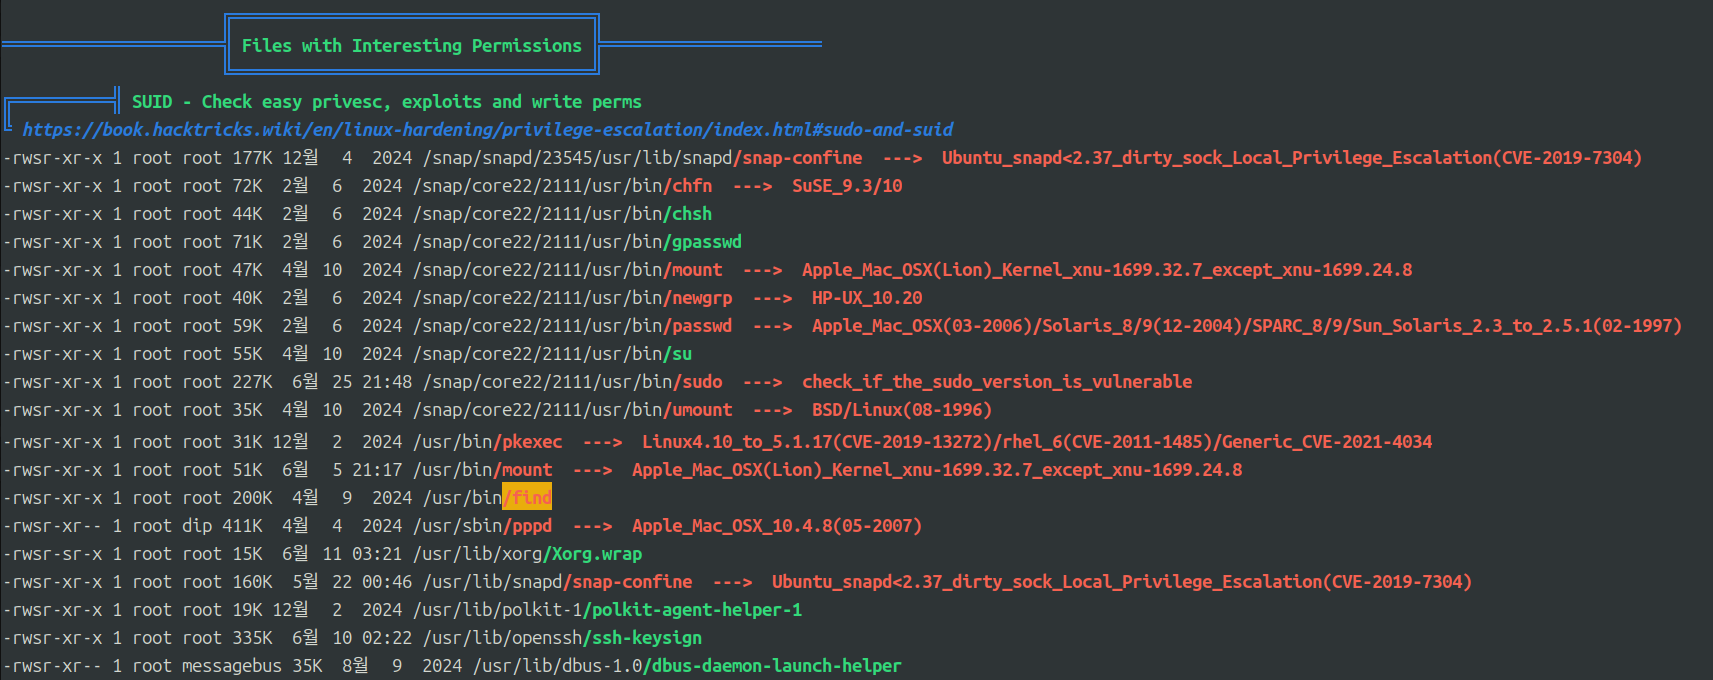 Files with Interesting Permissions
SUID - Check easy privesc, exploits and write perms
https://book.hacktricks.wiki/en/linux-hardening/privilege-escalation/index.html#sudo-and-suid
-rwsr-xr-x 1 root root 177K 12월  4  2024 /snap/snapd/23545/usr/lib/snapd/snap-confine  --->  Ubuntu_snapd<2.37_dirty_sock_Local_Privilege_Escalation(CVE-2019-7304)
-rwsr-xr-x 1 root root 72K  2월  6  2024 /snap/core22/2111/usr/bin/chfn  --->  SuSE_9.3/10
-rwsr-xr-x 1 root root 44K  2월  6  2024 /snap/core22/2111/usr/bin/chsh
-rwsr-xr-x 1 root root 71K  2월  6  2024 /snap/core22/2111/usr/bin/gpasswd
-rwsr-xr-x 1 root root 47K  4월 10  2024 /snap/core22/2111/usr/bin/mount  --->  Apple_Mac_OSX(Lion)_Kernel_xnu-1699.32.7_except_xnu-1699.24.8
-rwsr-xr-x 1 root root 40K  2월  6  2024 /snap/core22/2111/usr/bin/newgrp  --->  HP-UX_10.20
-rwsr-xr-x 1 root root 59K  2월  6  2024 /snap/core22/2111/usr/bin/passwd  --->  Apple_Mac_OSX(03-2006)/Solaris_8/9(12-2004)/SPARC_8/9/Sun_Solaris_2.3_to_2.5.1(02-1997)
-rwsr-xr-x 1 root root 55K  4월 10  2024 /snap/core22/2111/usr/bin/su
-rwsr-xr-x 1 root root 227K  6월 25 21:48 /snap/core22/2111/usr/bin/sudo  --->  check_if_the_sudo_version_is_vulnerable
-rwsr-xr-x 1 root root 35K  4월 10  2024 /snap/core22/2111/usr/bin/umount  --->  BSD/Linux(08-1996)
-rwsr-xr-x 1 root root 31K 12월  2  2024 /usr/bin/pkexec  --->  Linux4.10_to_5.1.17(CVE-2019-13272)/rhel_6(CVE-2011-1485)/Generic_CVE-2021-4034
-rwsr-xr-x 1 root root 51K  6월  5 21:17 /usr/bin/mount  --->  Apple_Mac_OSX(Lion)_Kernel_xnu-1699.32.7_except_xnu-1699.24.8
-rwsr-xr-x 1 root root 200K  4월  9  2024 /usr/bin/find
-rwsr-xr-- 1 root dip 411K  4월  4  2024 /usr/sbin/pppd  --->  Apple_Mac_OSX_10.4.8(05-2007)
-rwsr-sr-x 1 root root 15K  6월 11 03:21 /usr/lib/xorg/Xorg.wrap
-rwsr-xr-x 1 root root 160K  5월 22 00:46 /usr/lib/snapd/snap-confine  --->  Ubuntu_snapd<2.37_dirty_sock_Local_Privilege_Escalation(CVE-2019-7304)
-rwsr-xr-x 1 root root 19K 12월  2  2024 /usr/lib/polkit-1/polkit-agent-helper-1
-rwsr-xr-x 1 root root 335K  6월 10 02:22 /usr/lib/openssh/ssh-keysign
-rwsr-xr-- 1 root messagebus 35K  8월  9  2024 /usr/lib/dbus-1.0/dbus-daemon-launch-helper